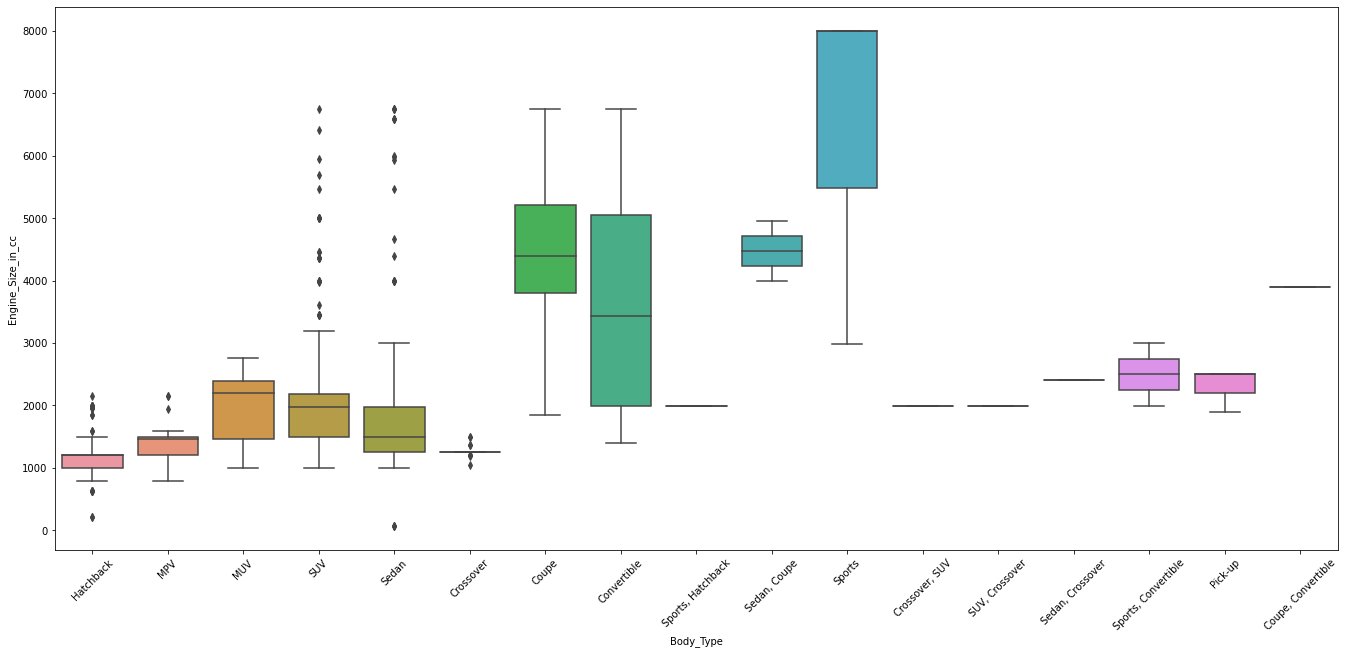 8000
7000
6000
5000
4000
3000
2000
1000
0
Engine_Size_in_cc
Hatchback
MPV
MUV
SUV
Sedan
Crossover
Coupe
Convertible
Sports, Hatchback
Sedan, Coupe
Sports
Crossover, SUV
SUV, Crossover
Sedan, Crossover
Sports, Convertible
Pick-up
Coupe, Convertible
Body_Type